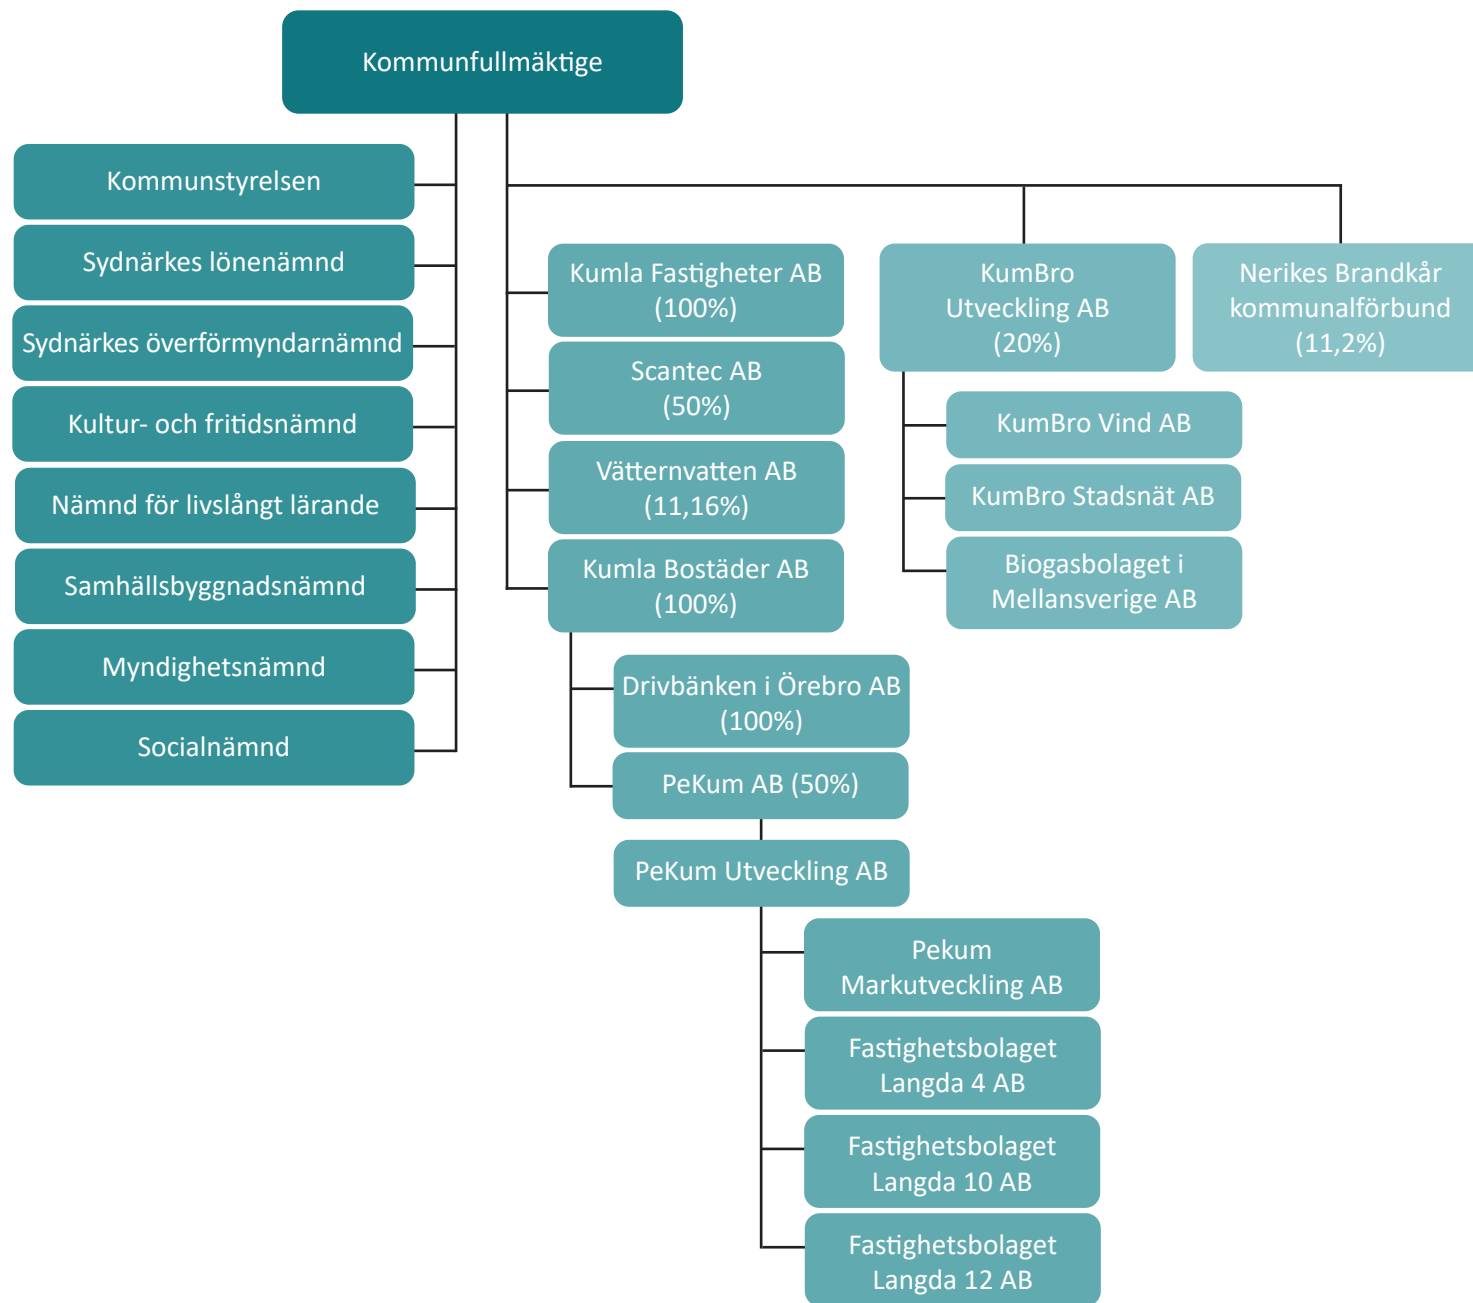 Kommunfullmäktige
Kommunstyrelsen
Sydnärkes lönenämnd
Sydnärkes överförmyndarnämnd
Kultur- och fritidsnämnd
Nämnd för livslångt lärande
Samhällsbyggnadsnämnd
Myndighetsnämnd
Socialnämnd
Kumla Fastigheter AB
(100%)
Scantec AB
(50%)
Vätternvatten AB
(11,16%)
Kumla Bostäder AB
(100%)
Drivbänken i Örebro AB
(100%)
PeKum AB (50%)
PeKum Utveckling AB
Pekum
Markutveckling AB
Fastighetsbolaget
Langda 4 AB
Fastighetsbolaget
Langda 10 AB
Fastighetsbolaget
Langda 12 AB
KumBro
Utveckling AB
(20%)
KumBro Vind AB
KumBro Stadsnät AB
Biogasbolaget i
Mellansverige AB
Nerikes Brandkår
kommunalförbund
(11,2%)